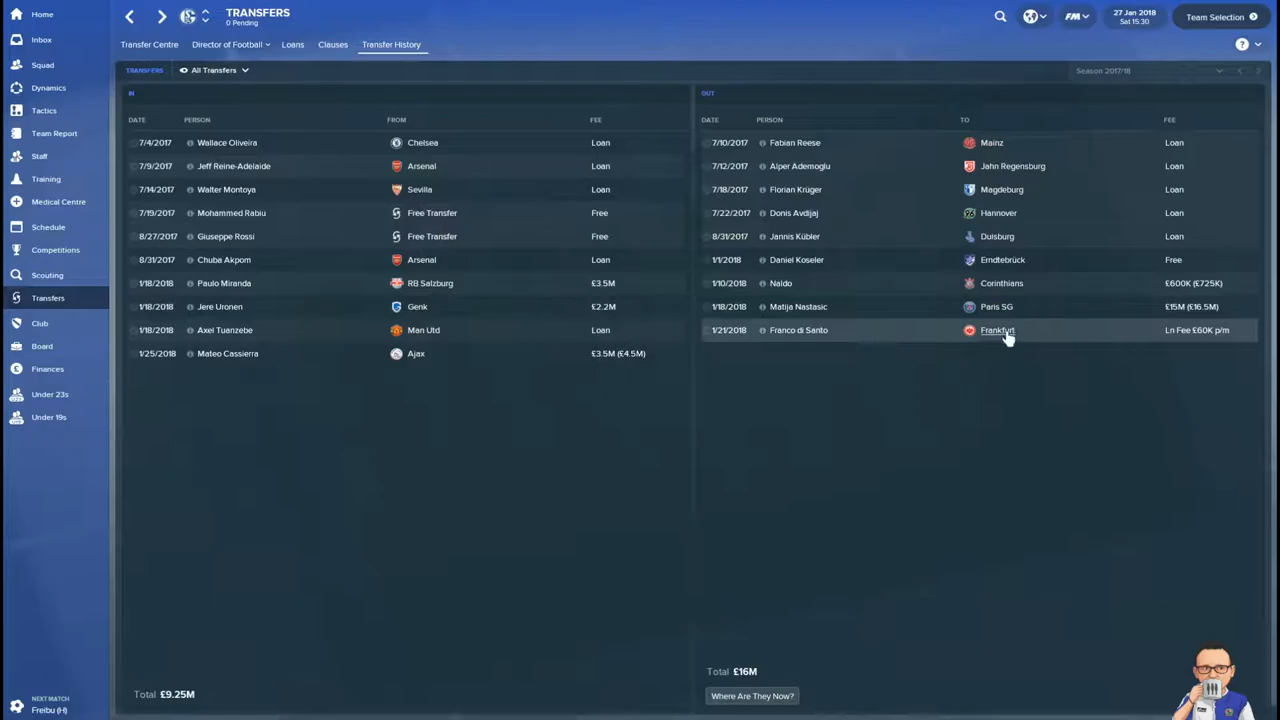 Home
Inbox
Squad
Dynamics
Tactics
Team Report
Staff
Training
Medical Centre
Schedule
Competitions
Scouting
Transfers
Club
Board
Finances
Under 23s
Under 19s
NEXT MATCH
Freibu (H)
TRANSFERS
0 Pending
FM
27 Jan 2018
Sat 15:30
Team Selection
Transfer Centre Director of Football Loans Clauses Transfer History
?
TRANSFERS All Transfers Season 2017/18
IN
DATE PERSON FROM FEE
7/4/2017 Wallace Oliveira Chelsea Loan
7/9/2017 Jeff Reine-Adelaide Arsenal Loan
7/14/2017 Walter Montoya Sevilla Loan
7/19/2017 Mohammed Rabiu Free Transfer Free
8/27/2017 Giuseppe Rossi Free Transfer Free
8/31/2017 Chuba Akpom Arsenal Loan
1/18/2018 Paulo Miranda RB Salzburg £3.5M
1/18/2018 Jere Uronen Genk £2.2M
1/18/2018 Axel Tuanzebe Man Utd Loan
1/25/2018 Mateo Cassierra Ajax £3.5M (£4.5M)
Total £9.25M
OUT
DATE PERSON TO FEE
7/10/2017 Fabian Reese Mainz Loan
7/12/2017 Alper Ademoglu Jahn Regensburg Loan
7/18/2017 Florian Krüger Magdeburg Loan
7/22/2017 Donis Avdijaj Hannover Loan
8/31/2017 Jannis Kübler Duisburg Loan
1/1/2018 Daniel Koseler Erndtebrück Free
1/10/2018 Naldo Corinthians £600K (£725K)
1/18/2018 Matija Nastasic Paris SG £15M (£16.5M)
1/21/2018 Franco di Santo Frankfurt Ln Fee £60K p/m
Total £16M
Where Are They Now?